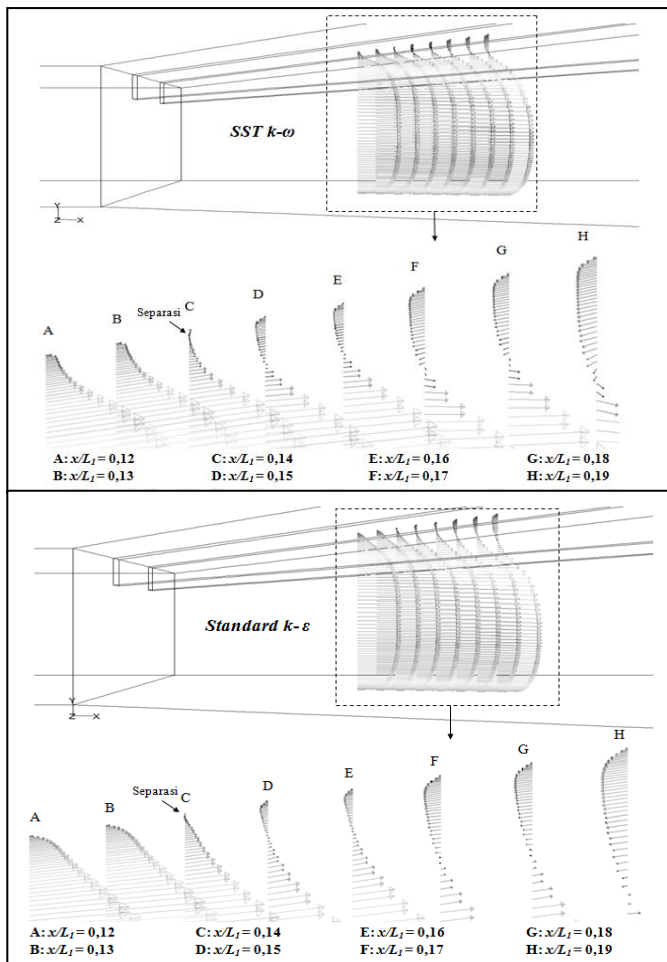 SST k-ω
Y
Z X
A B C D E F G H
Separasi
A: x/L1 = 0,12 C: x/L1 = 0,14 E: x/L1 = 0,16 G: x/L1 = 0,18
B: x/L1 = 0,13 D: x/L1 = 0,15 F: x/L1 = 0,17 H: x/L1 = 0,19
Standard k- ε
Y
Z X
A B C D E F G H
Separasi
A: x/L1 = 0,12 C: x/L1 = 0,14 E: x/L1 = 0,16 G: x/L1 = 0,18
B: x/L1 = 0,13 D: x/L1 = 0,15 F: x/L1 = 0,17 H: x/L1 = 0,19